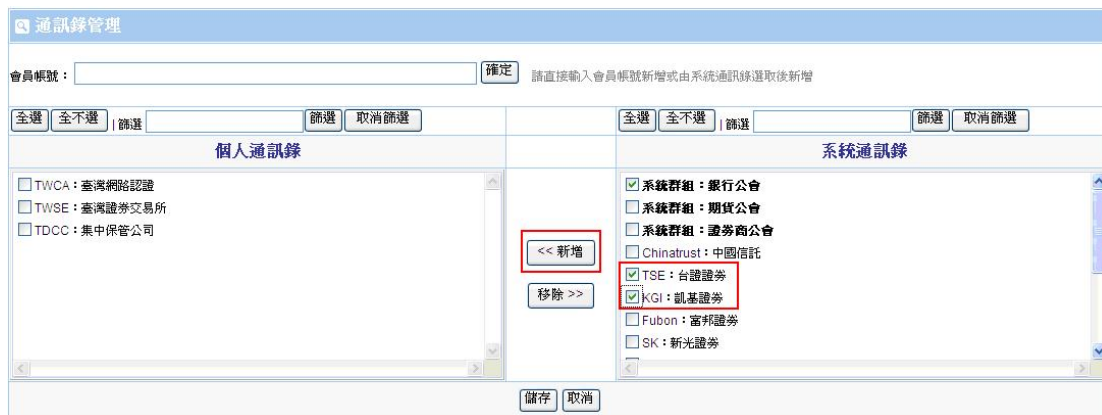 通訊錄管理
會員帳號： 確定 請直接輸入會員帳號新增或由系統通訊錄選取後新增
全選 全不選 | 篩選 篩選 取消篩選
全選 全不選 | 篩選 篩選 取消篩選
個人通訊錄
系統通訊錄
TWCA：臺灣網路認證
TWSE：臺灣證券交易所
TDCC：集中保管公司
<< 新增
移除 >>
系統群組：銀行公會
系統群組：期貨公會
系統群組：證券商公會
Chinatrust：中國信託
TSE：台證證券
KGI：凱基證券
Fubon：富邦證券
SK：新光證券
儲存 取消